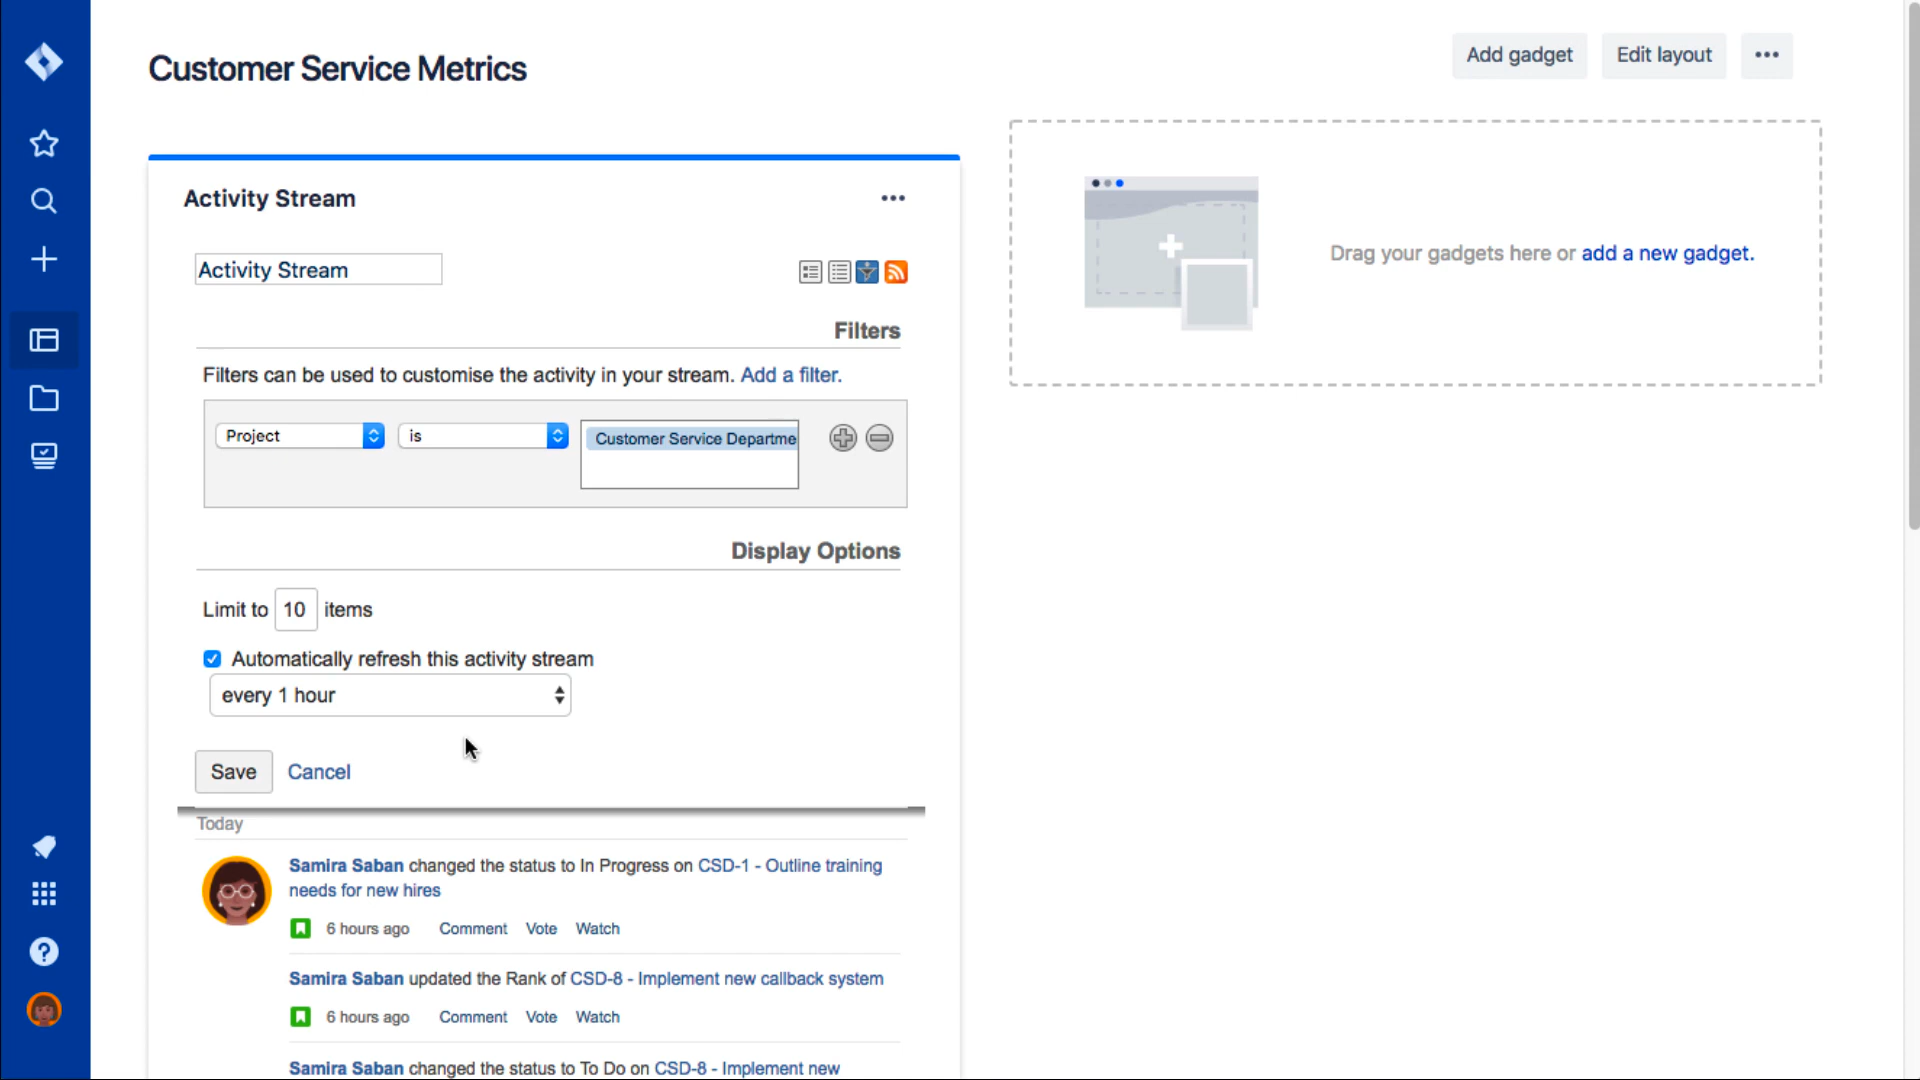 Customer Service Metrics
Add gadget
Edit layout
Activity Stream
Activity Stream
Drag your gadgets here or add a new gadget.
Filters
Filters can be used to customise the activity in your stream. Add a filter.
Project
is
Customer Service Departme
Display Options
Limit to 10 items
Automatically refresh this activity stream
every 1 hour
Save
Cancel
Today
Samira Saban changed the status to In Progress on CSD-1 - Outline training
needs for new hires
6 hours ago Comment Vote Watch
Samira Saban updated the Rank of CSD-8 - Implement new callback system
6 hours ago Comment Vote Watch
Samira Saban changed the status to To Do on CSD-8 - Implement new